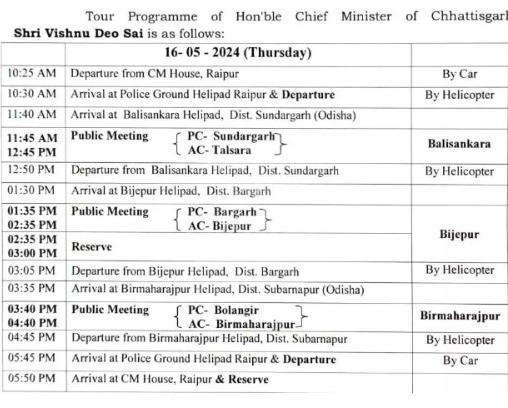 Tour Programme of Hon'ble Chief Minister of Chhattisgarh
Shri Vishnu Deo Sai is as follows:
16- 05 - 2024 (Thursday)
10:25 AM Departure from CM House, Raipur By Car
10:30 AM Arrival at Police Ground Helipad Raipur & Departure By Helicopter
11:40 AM Arrival at Balisankara Helipad, Dist. Sundargarh (Odisha)
11:45 AM Public Meeting { PC- Sundargarh }
12:45 PM { AC- Talsara } Balisankara
12:50 PM Departure from Balisankara Helipad, Dist. Sundargarh By Helicopter
01:30 PM Arrival at Bijepur Helipad, Dist. Bargarh
01:35 PM Public Meeting { PC- Bargarh }
02:35 PM { AC- Bijepur } Bijepur
02:35 PM Reserve
03:00 PM
03:05 PM Departure from Bijepur Helipad, Dist. Bargarh By Helicopter
03:35 PM Arrival at Birmaharajpur Helipad, Dist. Subarnapur (Odisha)
03:40 PM Public Meeting { PC- Bolangir } Birmaharajpur
04:40 PM { AC- Birmaharajpur }
04:45 PM Departure from Birmaharajpur Helipad, Dist. Subarnapur By Helicopter
05:45 PM Arrival at Police Ground Helipad Raipur & Departure By Car
05:50 PM Arrival at CM House, Raipur & Reserve